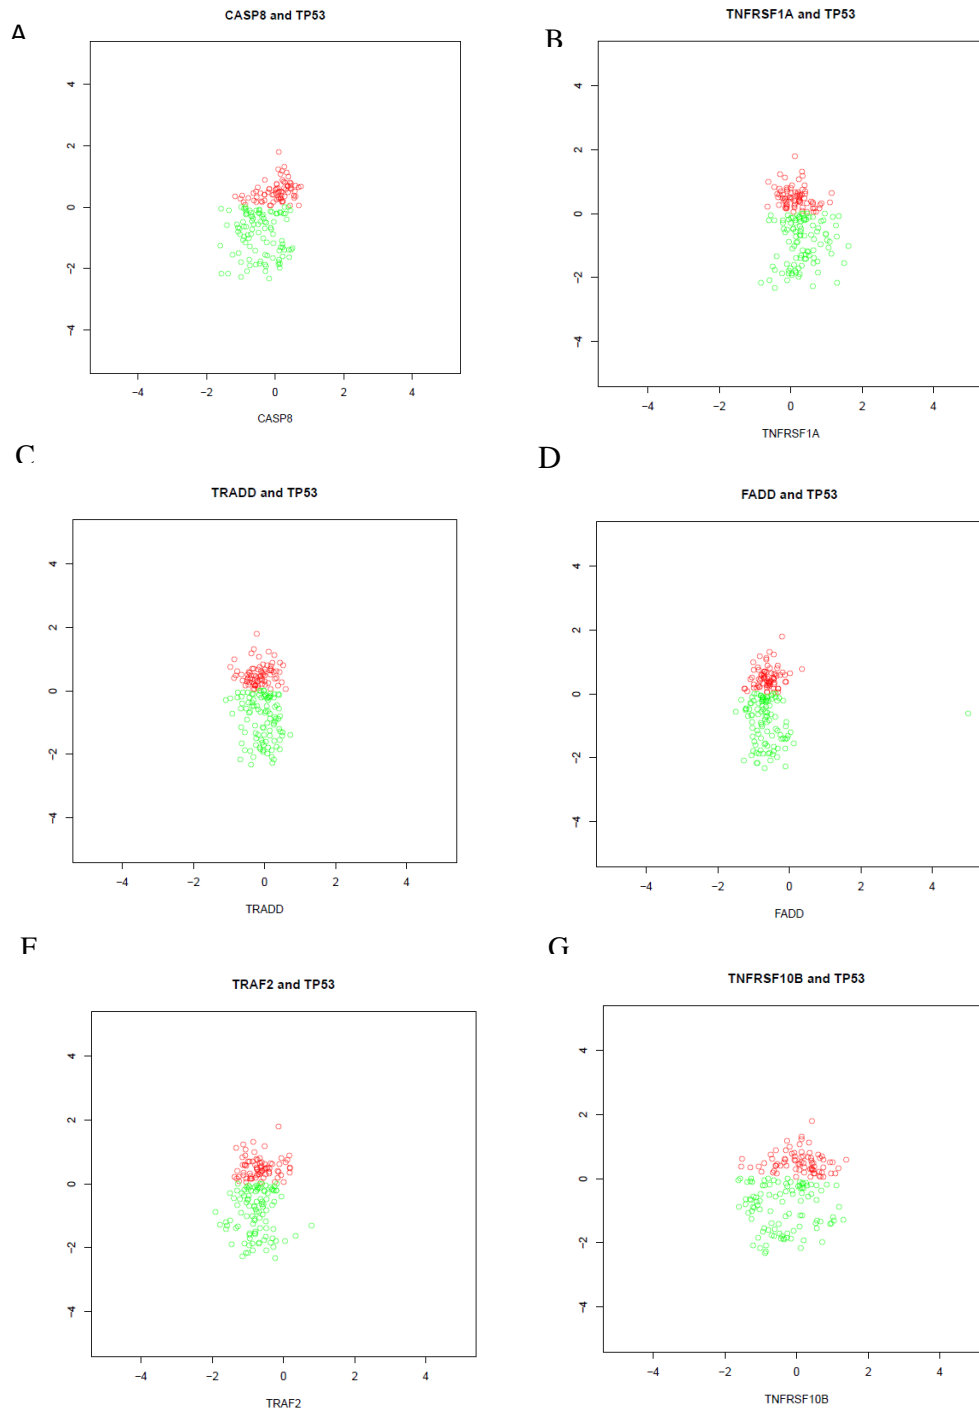 A
CASP8 and TP53
4
2
0
−2
−4
−4 −2 0 2 4
CASP8
B
TNFRSF1A and TP53
4
2
0
−2
−4
−4 −2 0 2 4
TNFRSF1A
C
TRADD and TP53
4
2
0
−2
−4
−4 −2 0 2 4
TRADD
D
FADD and TP53
4
2
0
−2
−4
−4 −2 0 2 4
FADD
F
TRAF2 and TP53
4
2
0
−2
−4
−4 −2 0 2 4
TRAF2
G
TNFRSF10B and TP53
4
2
0
−2
−4
−4 −2 0 2 4
TNFRSF10B